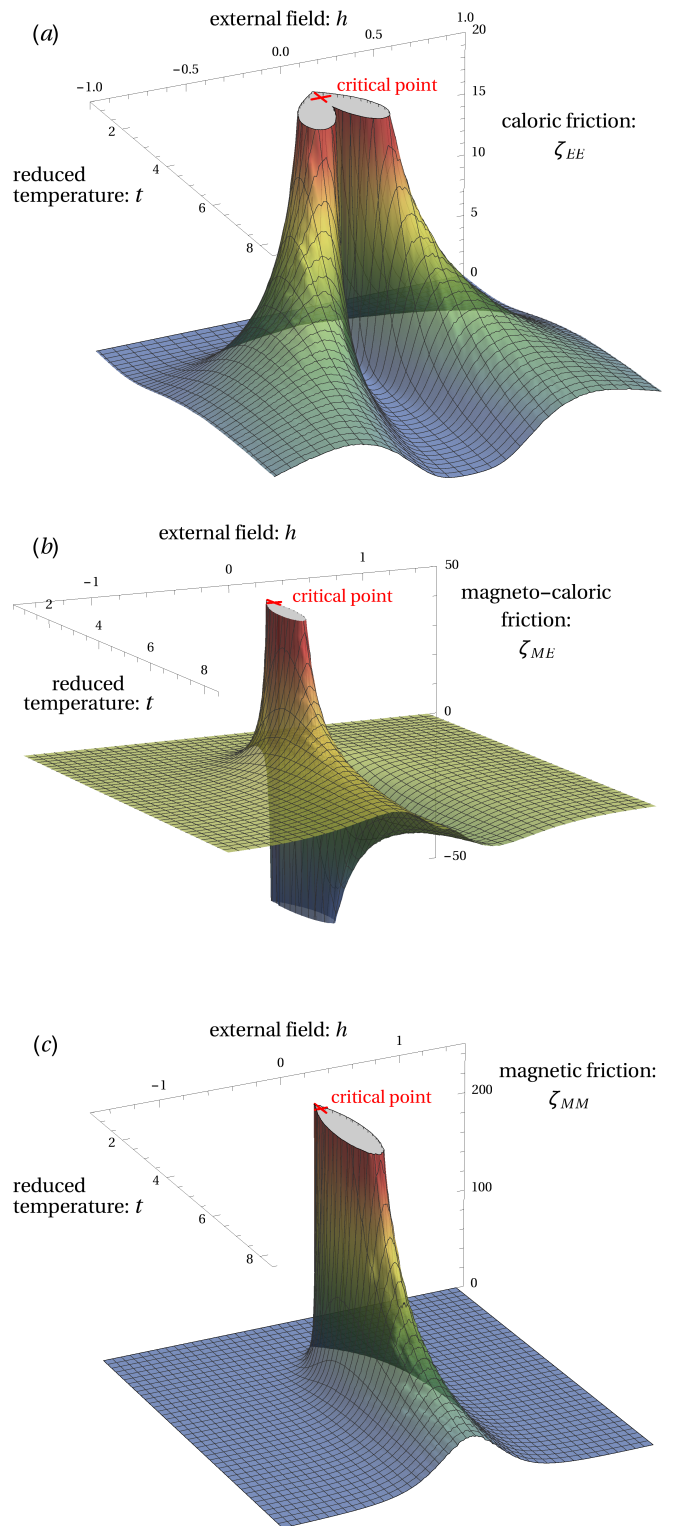 (a)
external field: h
-1.0
-0.5
0.0
0.5
1.0
20
15
10
5
0
critical point
caloric friction:
ζEE
reduced
temperature: t
2
4
6
8
(b)
external field: h
−1
0
1
50
0
−50
critical point
magneto−caloric
friction:
ζME
2
4
6
8
reduced
temperature: t
(c)
external field: h
−1
0
1
200
100
0
critical point
magnetic friction:
ζMM
reduced
temperature: t
2
4
6
8